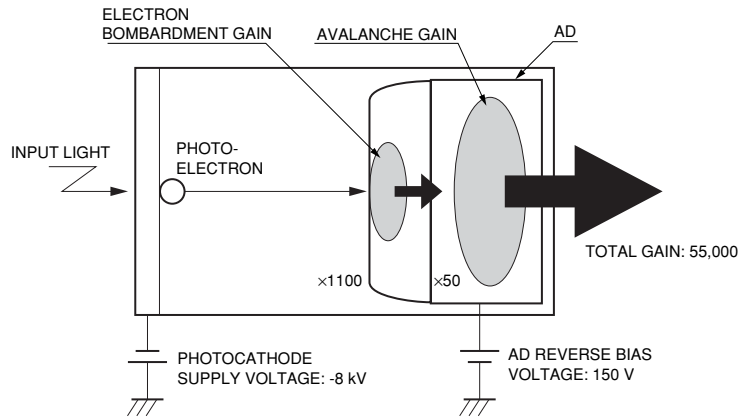 ELECTRON
BOMBARDMENT GAIN
AVALANCHE GAIN
AD
INPUT LIGHT
PHOTO-
ELECTRON
×1100
×50
TOTAL GAIN: 55,000
PHOTOCATHODE
SUPPLY VOLTAGE: -8 kV
AD REVERSE BIAS
VOLTAGE: 150 V